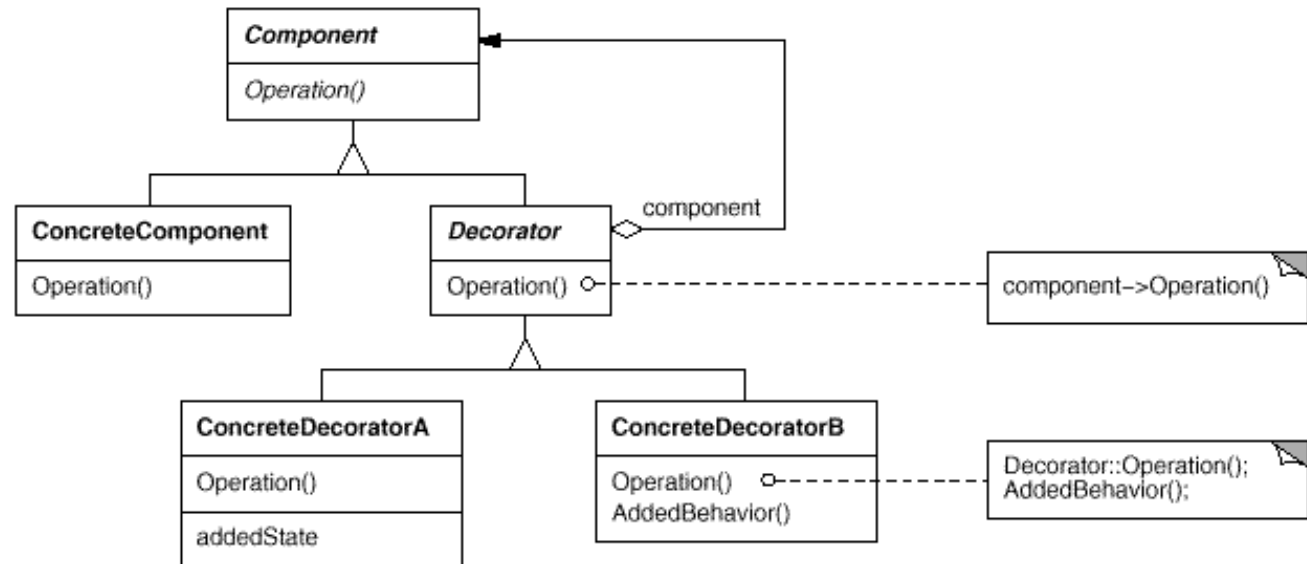 Component
Operation()
component
ConcreteComponent
Operation()
Decorator
Operation()
component->Operation()
ConcreteDecoratorA
Operation()
addedState
ConcreteDecoratorB
Operation()
AddedBehavior()
Decorator::Operation();
AddedBehavior();